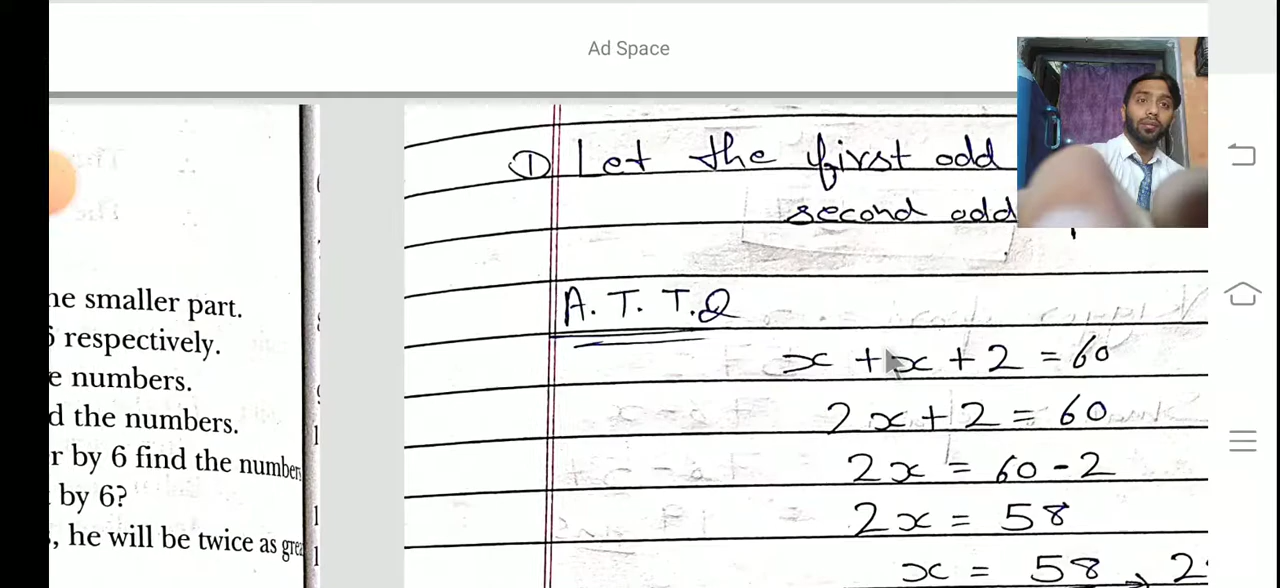 Ad Space
he smaller part.
6 respectively.
e numbers.
d the numbers.
r by 6 find the number
by 6?
, he will be twice as grea
① Let the first odd
second odd
A. T. T. Q
x + x + 2 = 60
2x + 2 = 60
2x = 60 - 2
2x = 58
x = 58